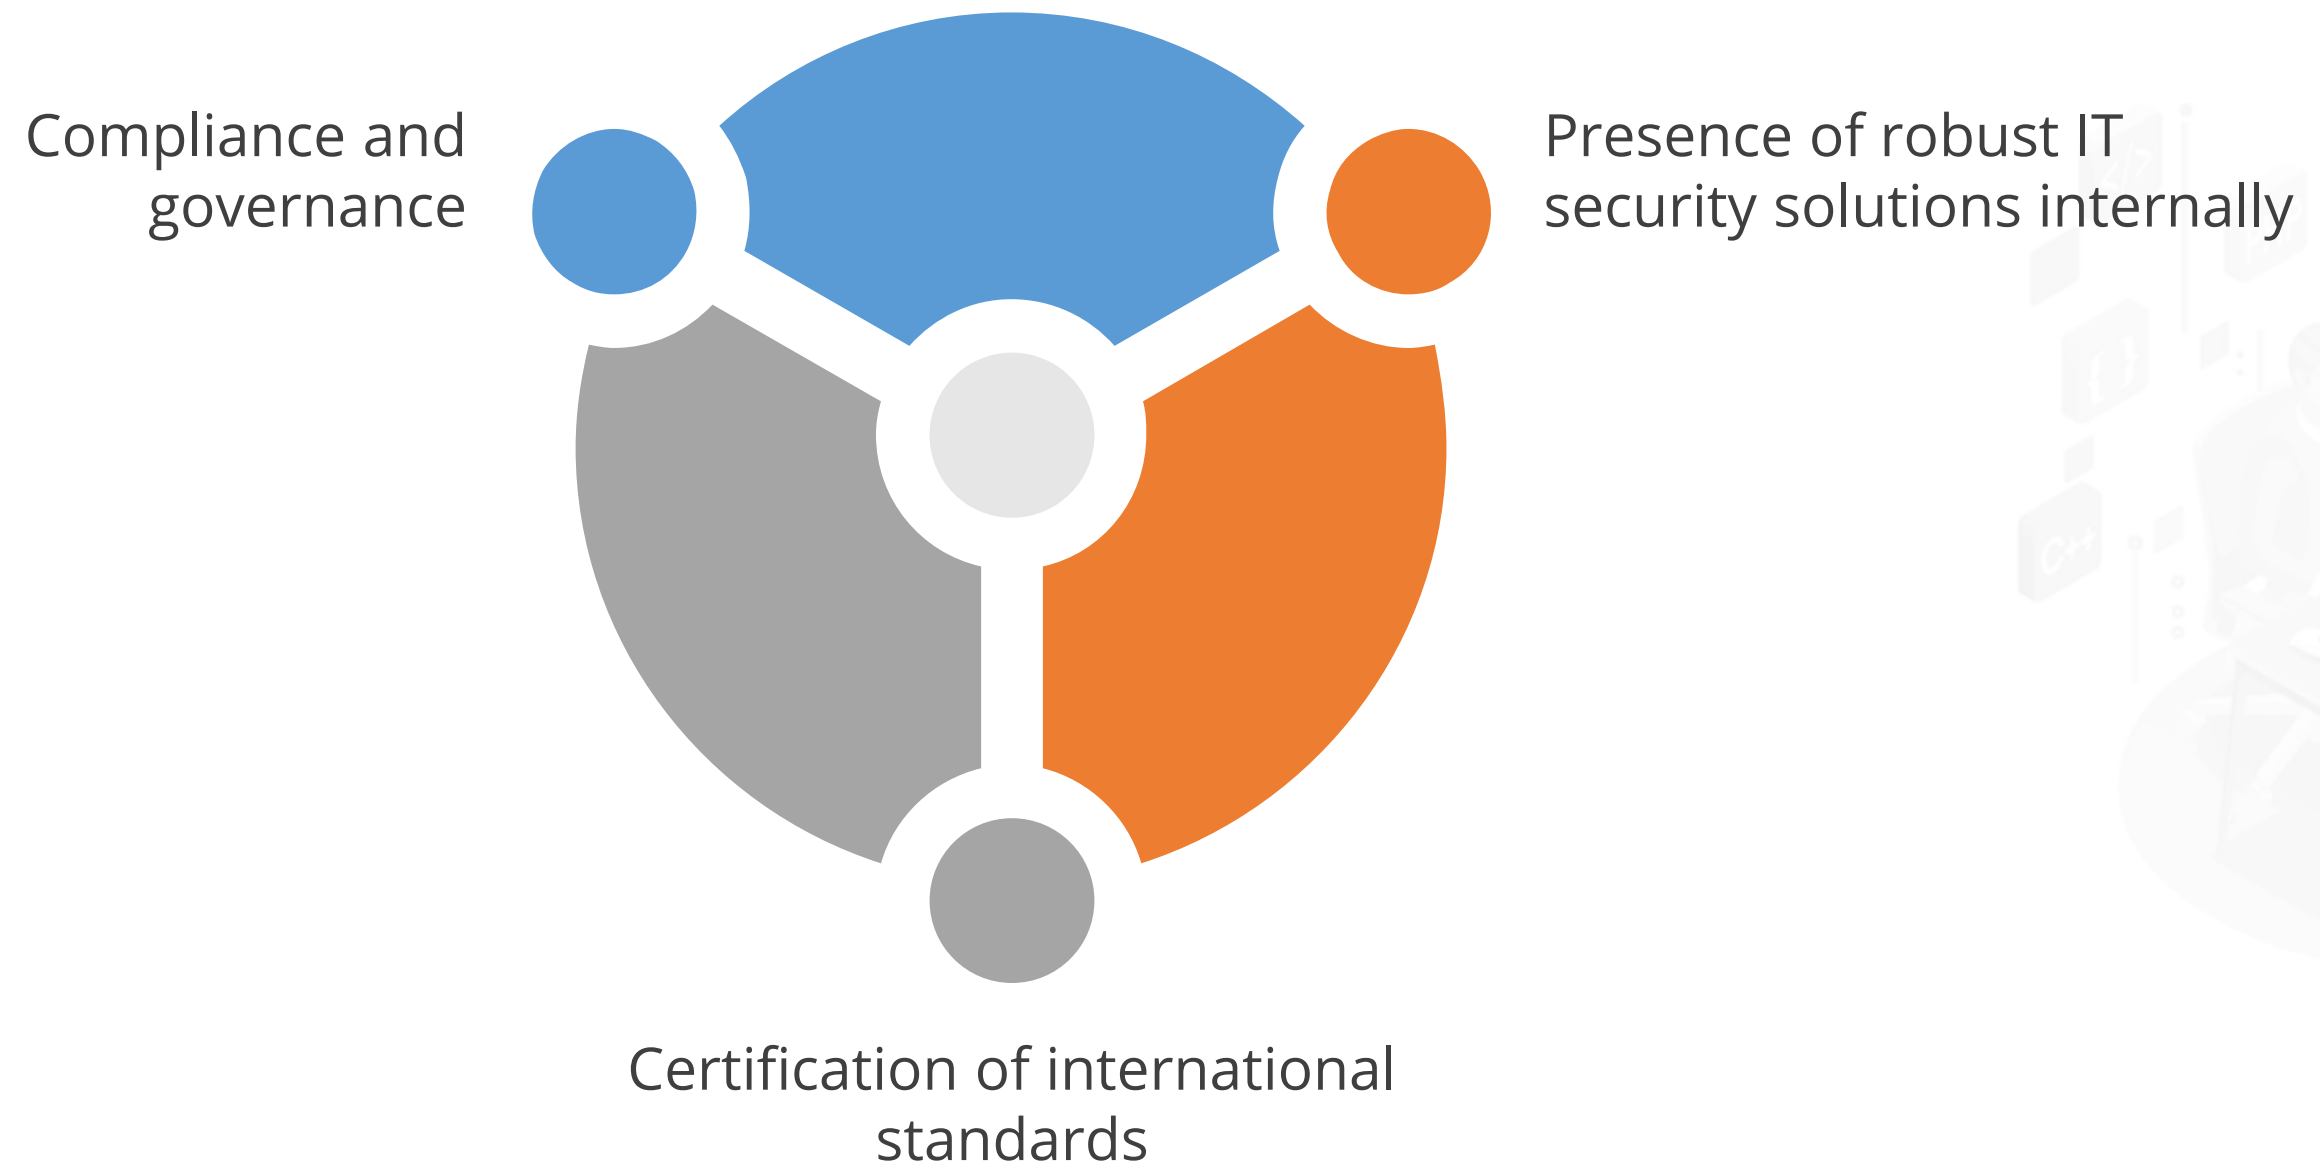 Compliance and
governance
Presence of robust IT
security solutions internally
Certification of international
standards
{ }
C++